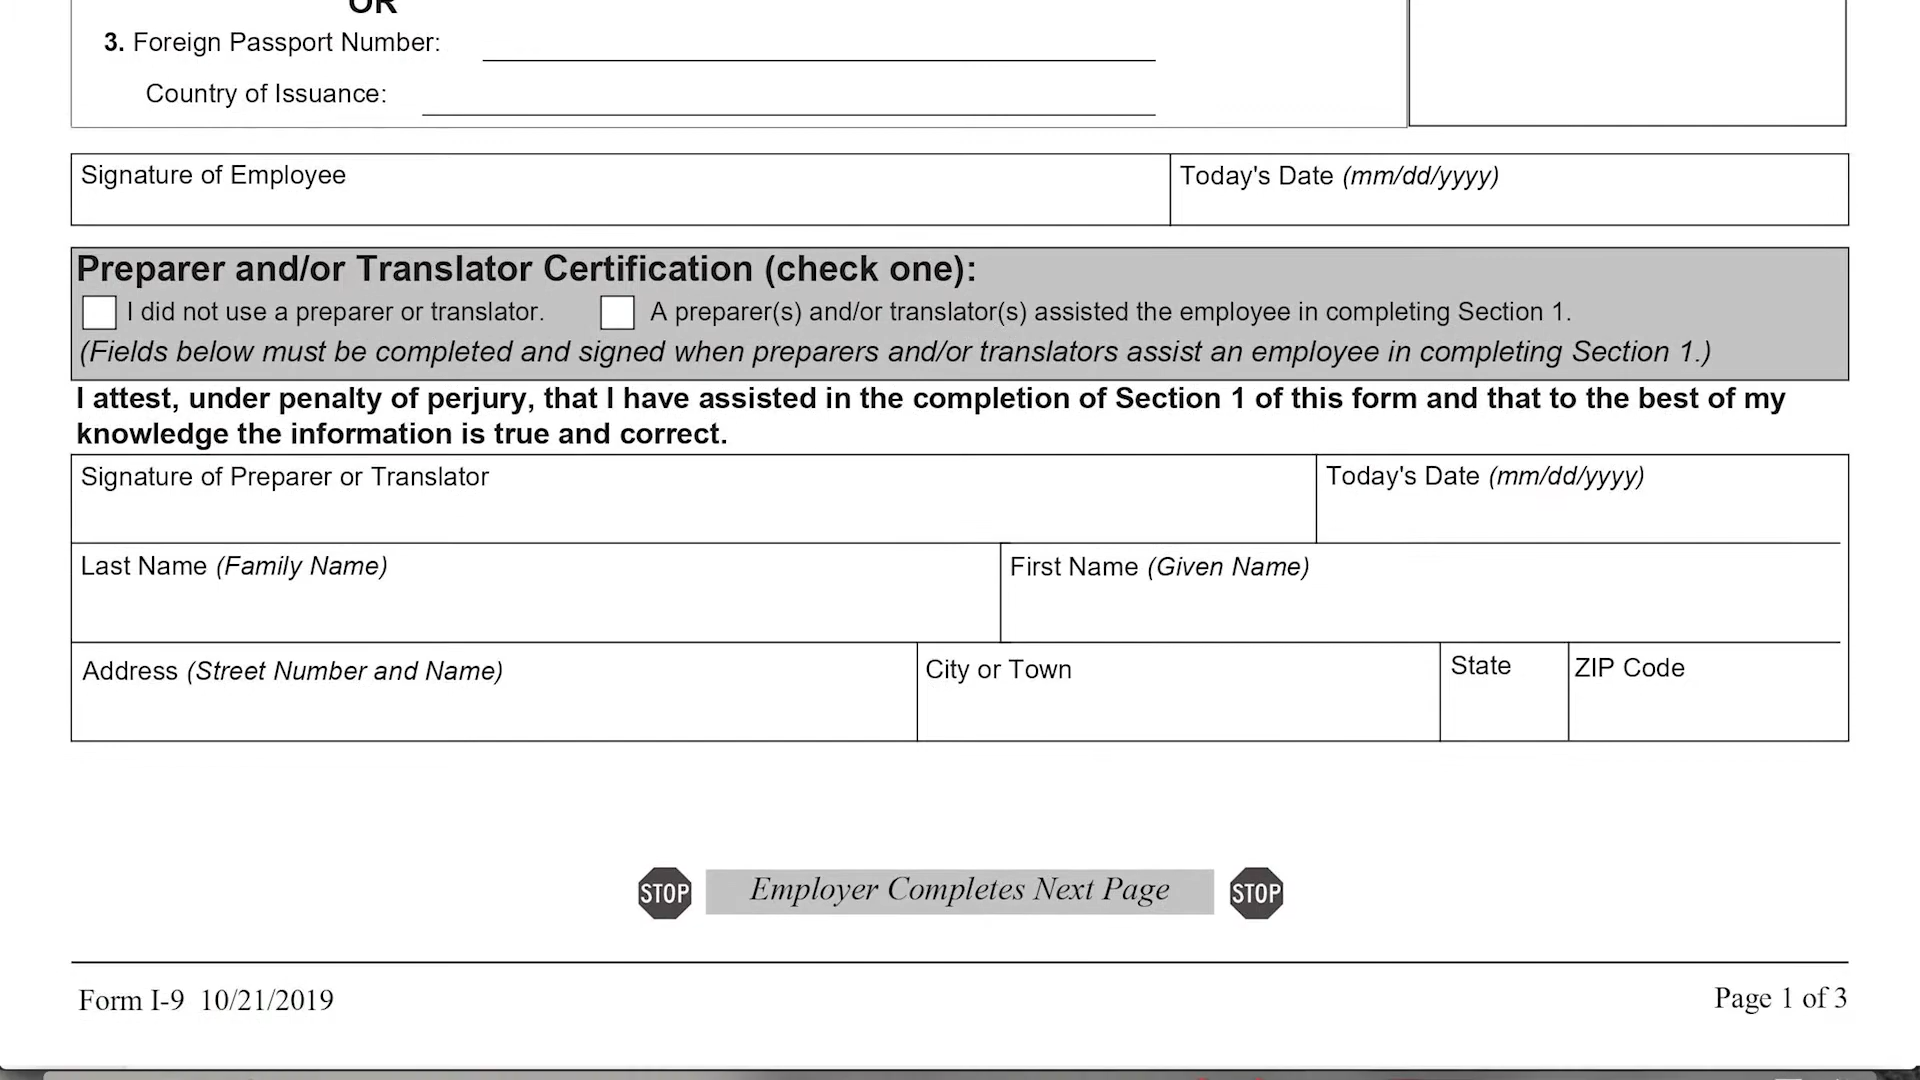 OR
3. Foreign Passport Number:
Country of Issuance:
Signature of Employee
Today's Date (mm/dd/yyyy)
Preparer and/or Translator Certification (check one):
I did not use a preparer or translator. A preparer(s) and/or translator(s) assisted the employee in completing Section 1.
(Fields below must be completed and signed when preparers and/or translators assist an employee in completing Section 1.)
I attest, under penalty of perjury, that I have assisted in the completion of Section 1 of this form and that to the best of my
knowledge the information is true and correct.
Signature of Preparer or Translator
Today's Date (mm/dd/yyyy)
Last Name (Family Name)
First Name (Given Name)
Address (Street Number and Name)
City or Town
State
ZIP Code
STOP Employer Completes Next Page STOP
Form I-9 10/21/2019
Page 1 of 3